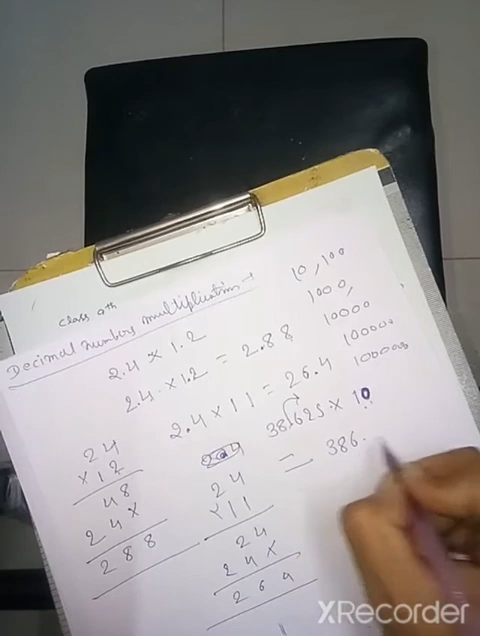 Class 9th
Decimal numbers multiplication →
2.4 × 1.2
2.4 × 1.2 = 2.88
2.4 × 11 = 26.4
10, 100
1000,
10000
100000
1000000
24
×12
48
24×
288
24
×11
24
24×
264
38.625 × 10
= 386.
XRecorder